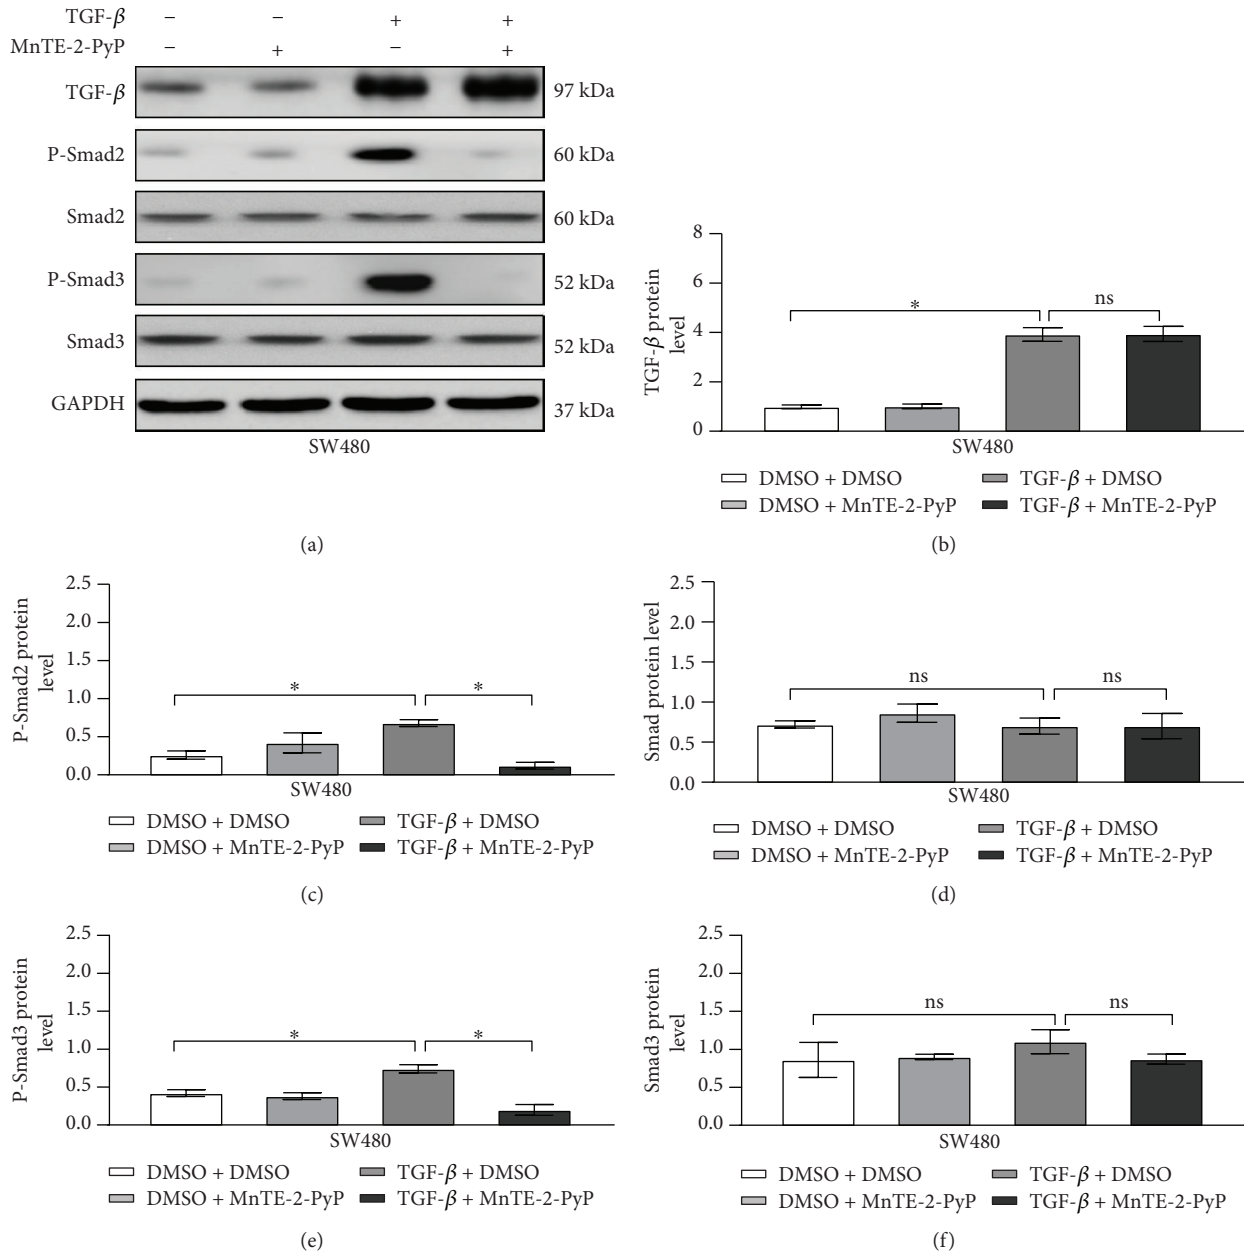 TGF-β − − + +
MnTE-2-PyP − + − +
TGF-β 97 kDa
P-Smad2 60 kDa
Smad2 60 kDa
P-Smad3 52 kDa
Smad3 52 kDa
GAPDH 37 kDa
SW480
(a)
TGF-β protein
level
8
6
4
2
0
*
ns
SW480
DMSO + DMSO
DMSO + MnTE-2-PyP
TGF-β + DMSO
TGF-β + MnTE-2-PyP
(b)
P-Smad2 protein
level
2.5
2.0
1.5
1.0
0.5
0.0
*
*
SW480
DMSO + DMSO
DMSO + MnTE-2-PyP
TGF-β + DMSO
TGF-β + MnTE-2-PyP
(c)
Smad protein level
2.5
2.0
1.5
1.0
0.5
0.0
ns
ns
SW480
DMSO + DMSO
DMSO + MnTE-2-PyP
TGF-β + DMSO
TGF-β + MnTE-2-PyP
(d)
P-Smad3 protein
level
2.5
2.0
1.5
1.0
0.5
0.0
*
*
SW480
DMSO + DMSO
DMSO + MnTE-2-PyP
TGF-β + DMSO
TGF-β + MnTE-2-PyP
(e)
Smad3 protein
level
2.5
2.0
1.5
1.0
0.5
0.0
ns
ns
SW480
DMSO + DMSO
DMSO + MnTE-2-PyP
TGF-β + DMSO
TGF-β + MnTE-2-PyP
(f)